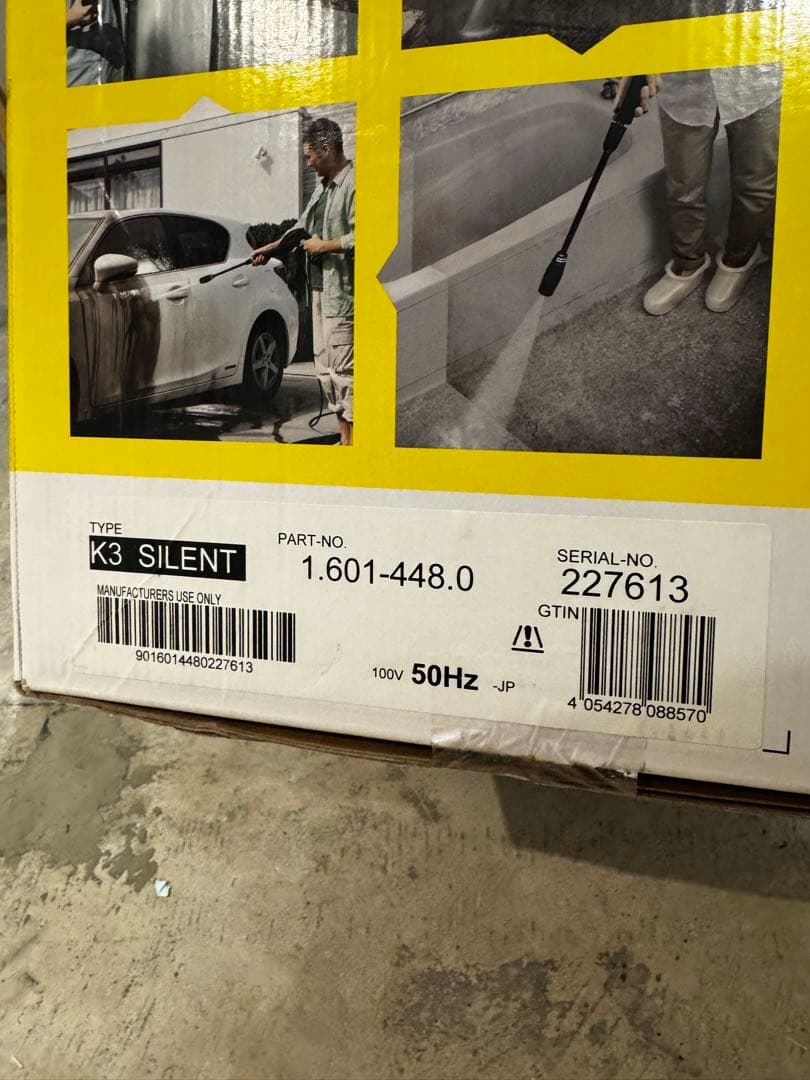 TYPE
K3 SILENT
PART-NO.
1.601-448.0
SERIAL-NO.
227613
MANUFACTURERS USE ONLY
9016014480227613
GTIN
4 054278 088570
100V 50Hz -JP